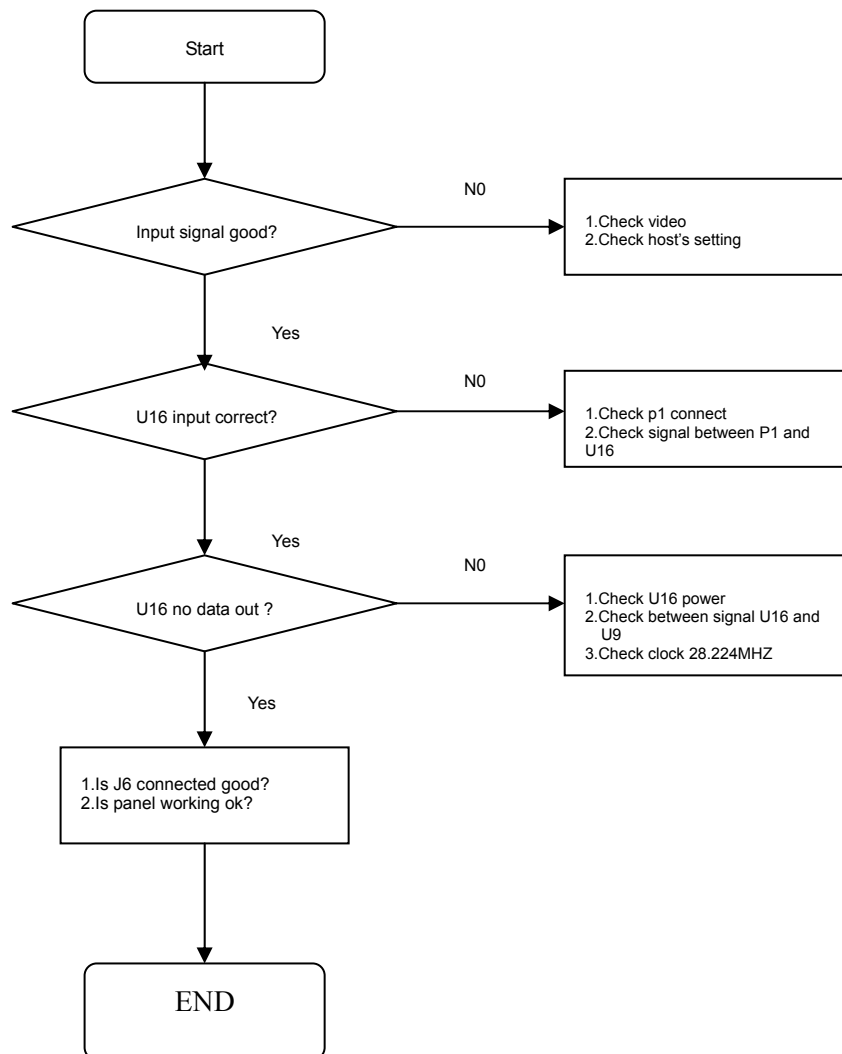 Start
Input signal good?
N0
1.Check video
2.Check host's setting
Yes
U16 input correct?
N0
1.Check p1 connect
2.Check signal between P1 and
U16
Yes
U16 no data out ?
N0
1.Check U16 power
2.Check between signal U16 and
U9
3.Check clock 28.224MHZ
Yes
1.Is J6 connected good?
2.Is panel working ok?
END